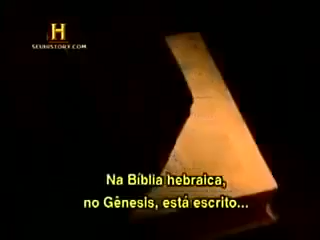 H
SEUHISTORY.COM
Na Bíblia hebraica,
no Gênesis, está escrito...